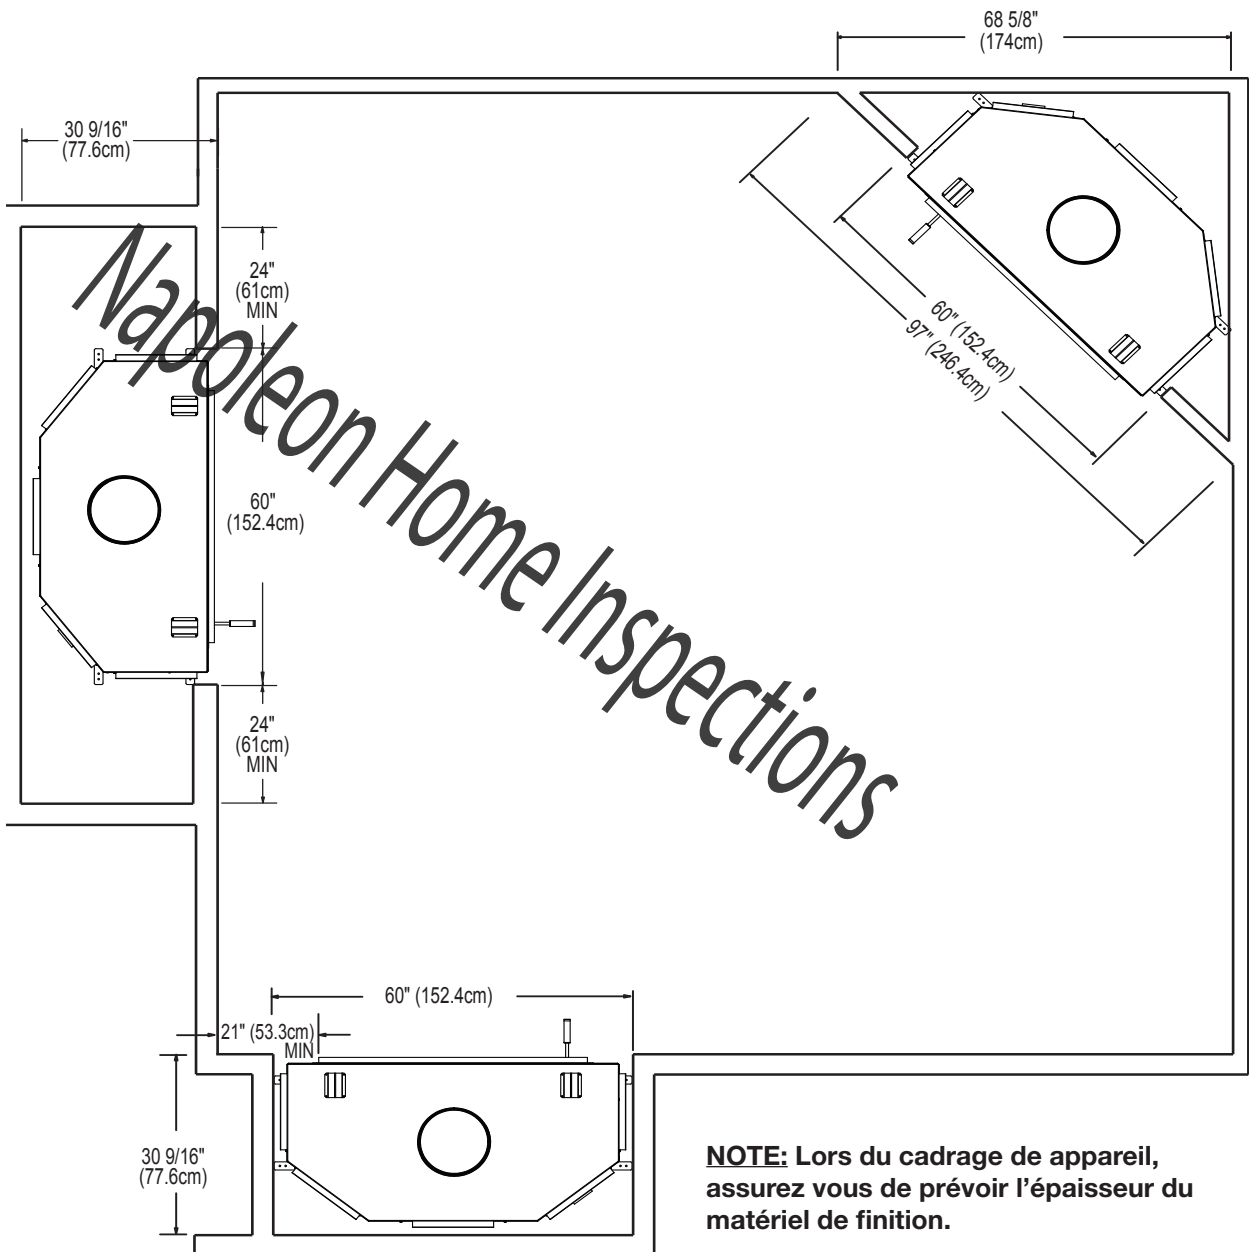 68 5/8"
(174cm)
30 9/16"
(77.6cm)
24"
(61cm)
MIN
60" (152.4cm)
97" (246.4cm)
60"
(152.4cm)
Napoleon Home Inspections
24"
(61cm)
MIN
60" (152.4cm)
21" (53.3cm)
MIN
30 9/16"
(77.6cm)
NOTE: Lors du cadrage de appareil,
assurez vous de prévoir l’épaisseur du
matériel de finition.